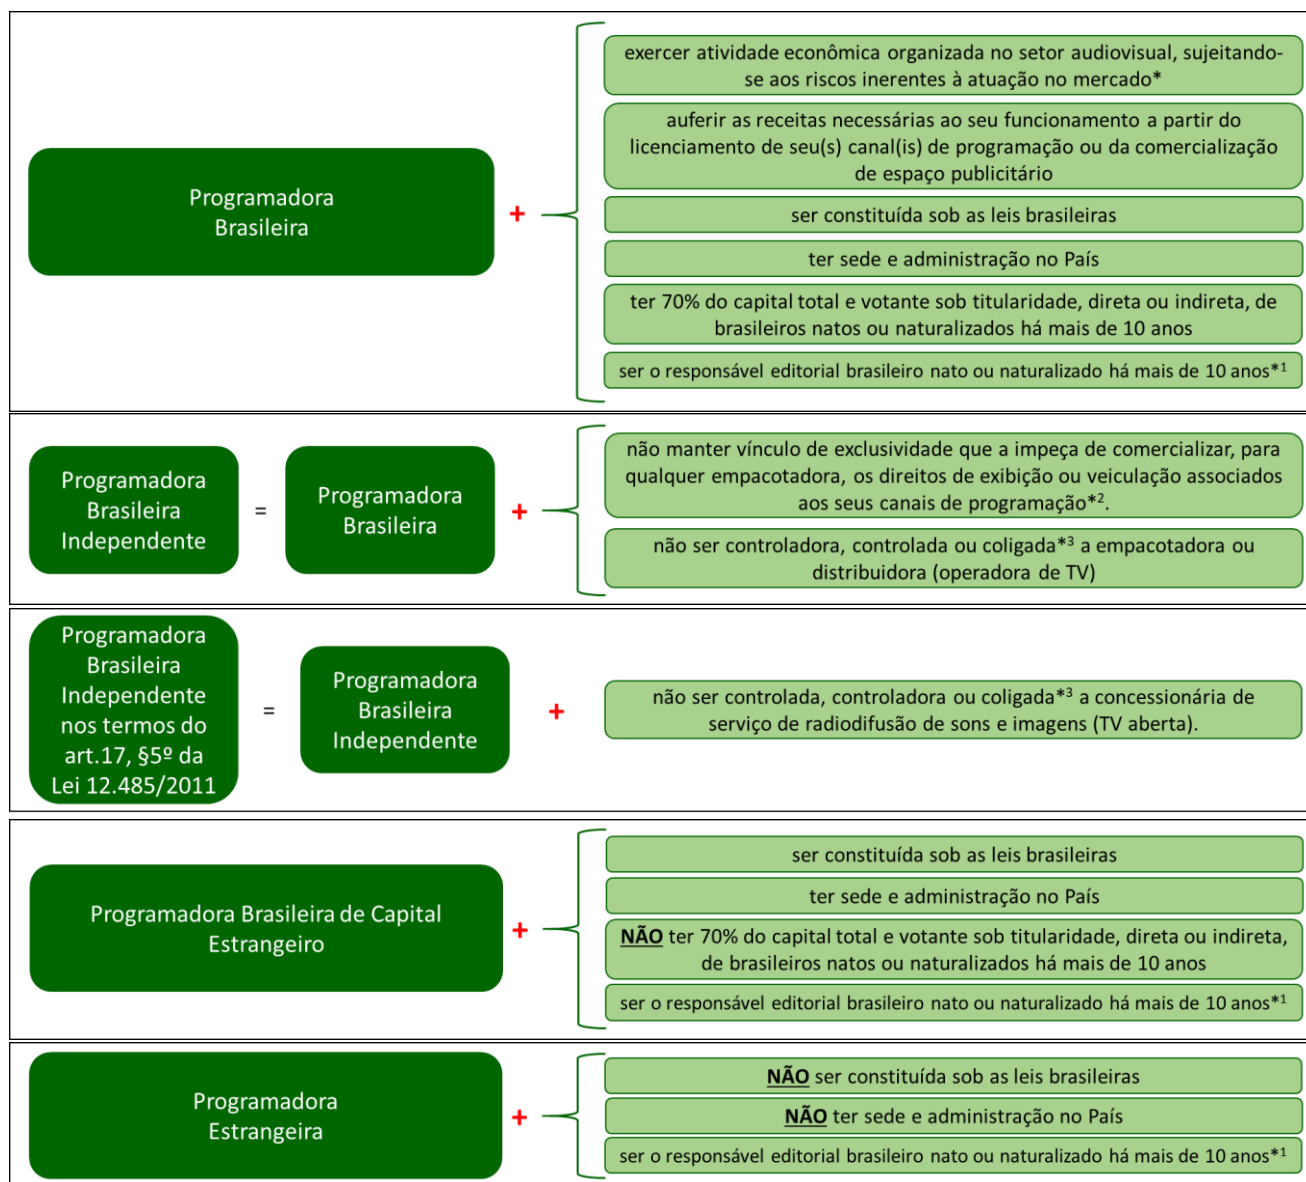 Programadora
Brasileira
+
exercer atividade econômica organizada no setor audiovisual, sujeitando-
se aos riscos inerentes à atuação no mercado*
auferir as receitas necessárias ao seu funcionamento a partir do
licenciamento de seu(s) canal(is) de programação ou da comercialização
de espaço publicitário
ser constituída sob as leis brasileiras
ter sede e administração no País
ter 70% do capital total e votante sob titularidade, direta ou indireta, de
brasileiros natos ou naturalizados há mais de 10 anos
ser o responsável editorial brasileiro nato ou naturalizado há mais de 10 anos*¹
Programadora
Brasileira
Independente
=
Programadora
Brasileira
+
não manter vínculo de exclusividade que a impeça de comercializar, para
qualquer empacotadora, os direitos de exibição ou veiculação associados
aos seus canais de programação*².
não ser controladora, controlada ou coligada*³ a empacotadora ou
distribuidora (operadora de TV)
Programadora
Brasileira
Independente
nos termos do
art.17, §5º da
Lei 12.485/2011
=
Programadora
Brasileira
Independente
+
não ser controlada, controladora ou coligada*³ a concessionária de
serviço de radiodifusão de sons e imagens (TV aberta).
Programadora Brasileira de Capital
Estrangeiro
+
ser constituída sob as leis brasileiras
ter sede e administração no País
NÃO ter 70% do capital total e votante sob titularidade, direta ou indireta,
de brasileiros natos ou naturalizados há mais de 10 anos
ser o responsável editorial brasileiro nato ou naturalizado há mais de 10 anos*¹
Programadora
Estrangeira
+
NÃO ser constituída sob as leis brasileiras
NÃO ter sede e administração no País
ser o responsável editorial brasileiro nato ou naturalizado há mais de 10 anos*¹